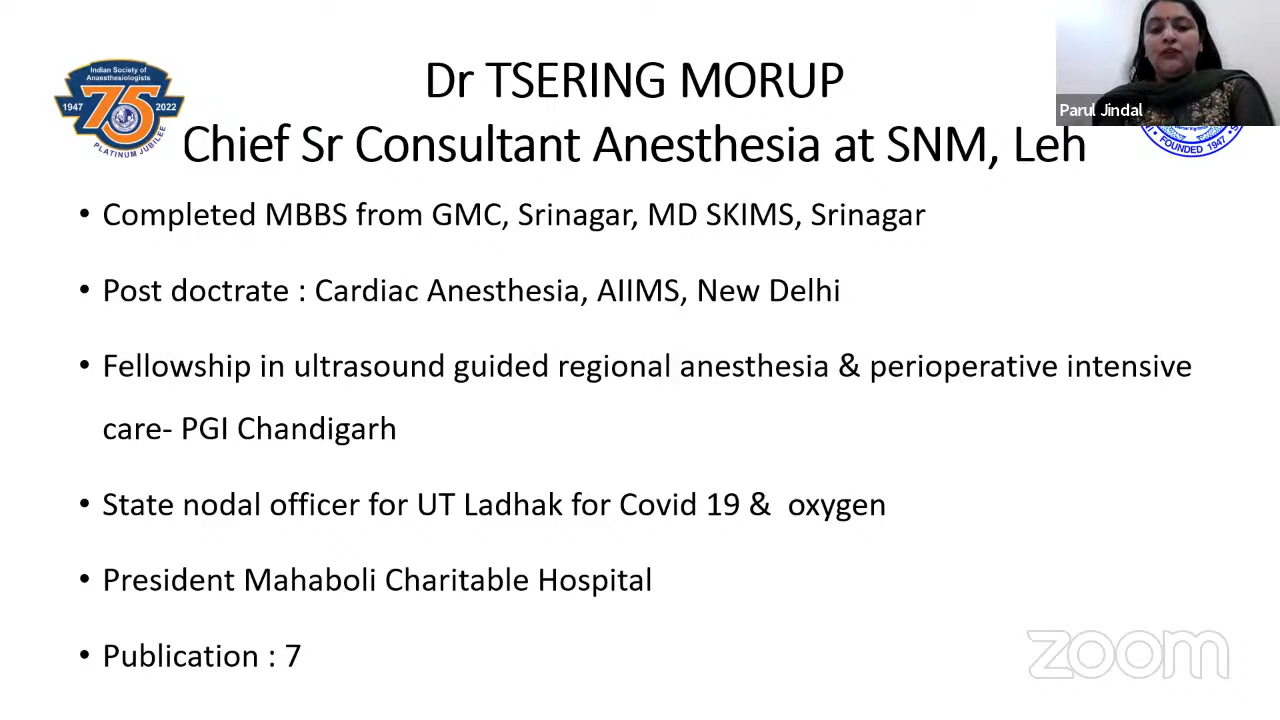 Indian Society of
Anaesthesiologists
1947 75 2022
PLATINUM JUBILEE
Dr TSERING MORUP
Chief Sr Consultant Anesthesia at SNM, Leh
Parul Jindal
FOUNDED 1947
• Completed MBBS from GMC, Srinagar, MD SKIMS, Srinagar
• Post doctrate : Cardiac Anesthesia, AIIMS, New Delhi
• Fellowship in ultrasound guided regional anesthesia & perioperative intensive
care- PGI Chandigarh
• State nodal officer for UT Ladhak for Covid 19 & oxygen
• President Mahaboli Charitable Hospital
• Publication : 7
zoom